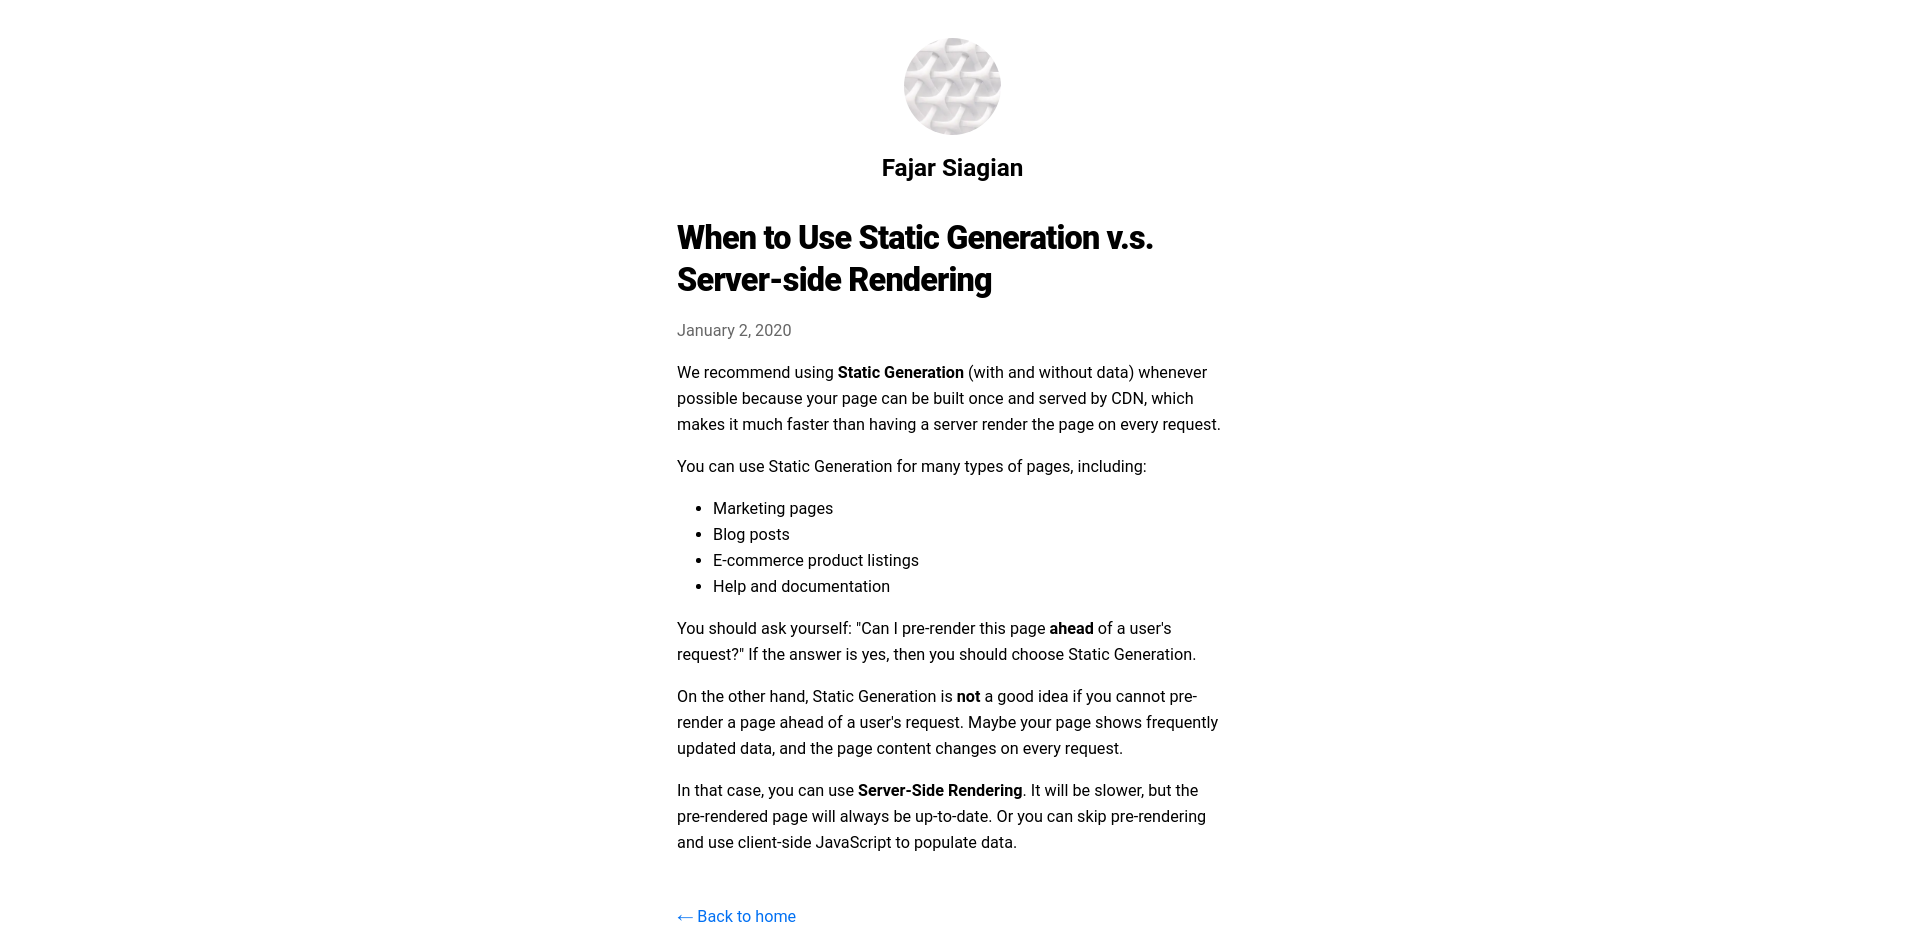 Fajar Siagian
When to Use Static Generation v.s.
Server-side Rendering
January 2, 2020
We recommend using Static Generation (with and without data) whenever
possible because your page can be built once and served by CDN, which
makes it much faster than having a server render the page on every request.
You can use Static Generation for many types of pages, including:
• Marketing pages
• Blog posts
• E-commerce product listings
• Help and documentation
You should ask yourself: "Can I pre-render this page ahead of a user's
request?" If the answer is yes, then you should choose Static Generation.
On the other hand, Static Generation is not a good idea if you cannot pre-
render a page ahead of a user's request. Maybe your page shows frequently
updated data, and the page content changes on every request.
In that case, you can use Server-Side Rendering. It will be slower, but the
pre-rendered page will always be up-to-date. Or you can skip pre-rendering
and use client-side JavaScript to populate data.
← Back to home